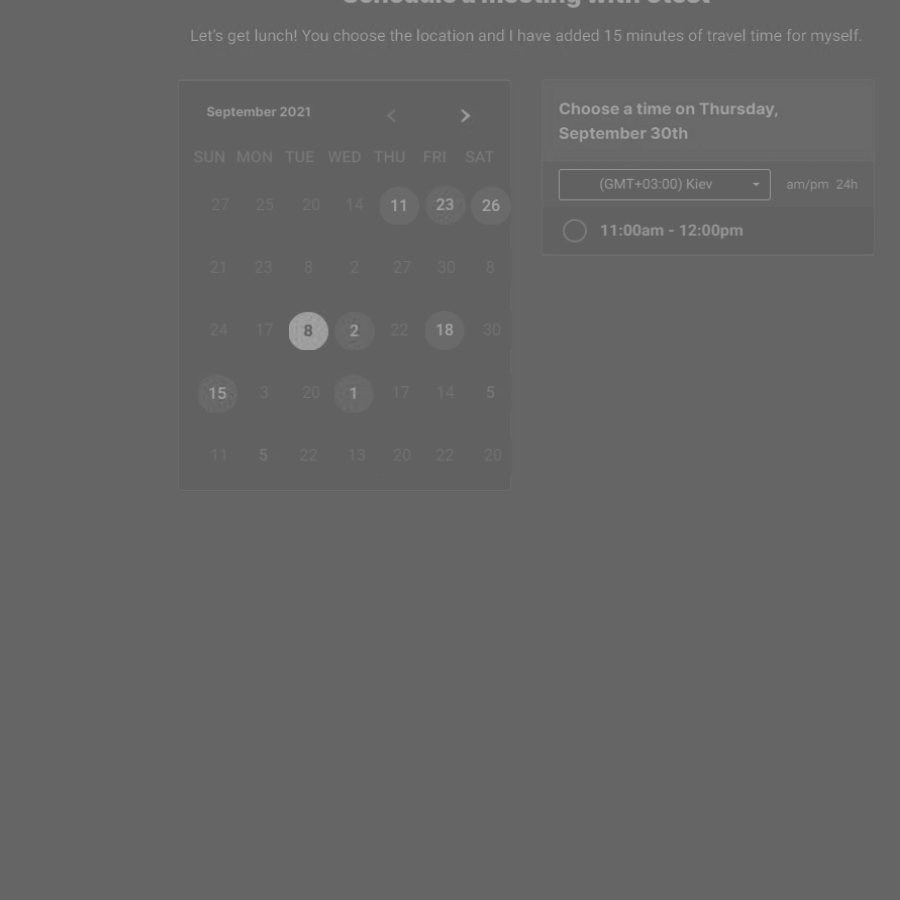 Schedule a meeting with
Let's get lunch! You choose the location and I have added 15 minutes of travel time for myself.
September 2021
SUN MON TUE WED THU FRI SAT
27 25 20 14 11 23 26
21 23 8 2 27 30 8
24 17 8 2 22 18 30
15 3 20 1 17 14 5
11 5 22 13 20 22 20
Choose a time on Thursday,
September 30th
(GMT+03:00) Kiev am/pm 24h
11:00am - 12:00pm